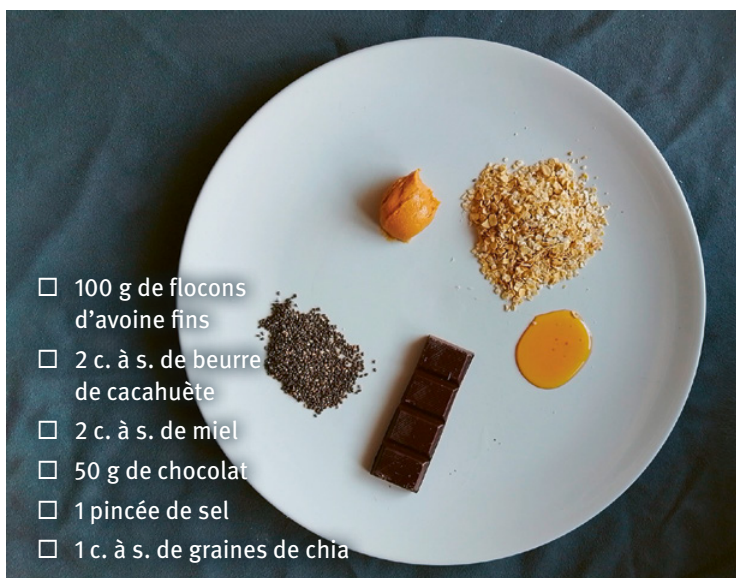 ☐ 100 g de flocons
d’avoine fins
☐ 2 c. à s. de beurre
de cacahuète
☐ 2 c. à s. de miel
☐ 50 g de chocolat
☐ 1 pincée de sel
☐ 1 c. à s. de graines de chia